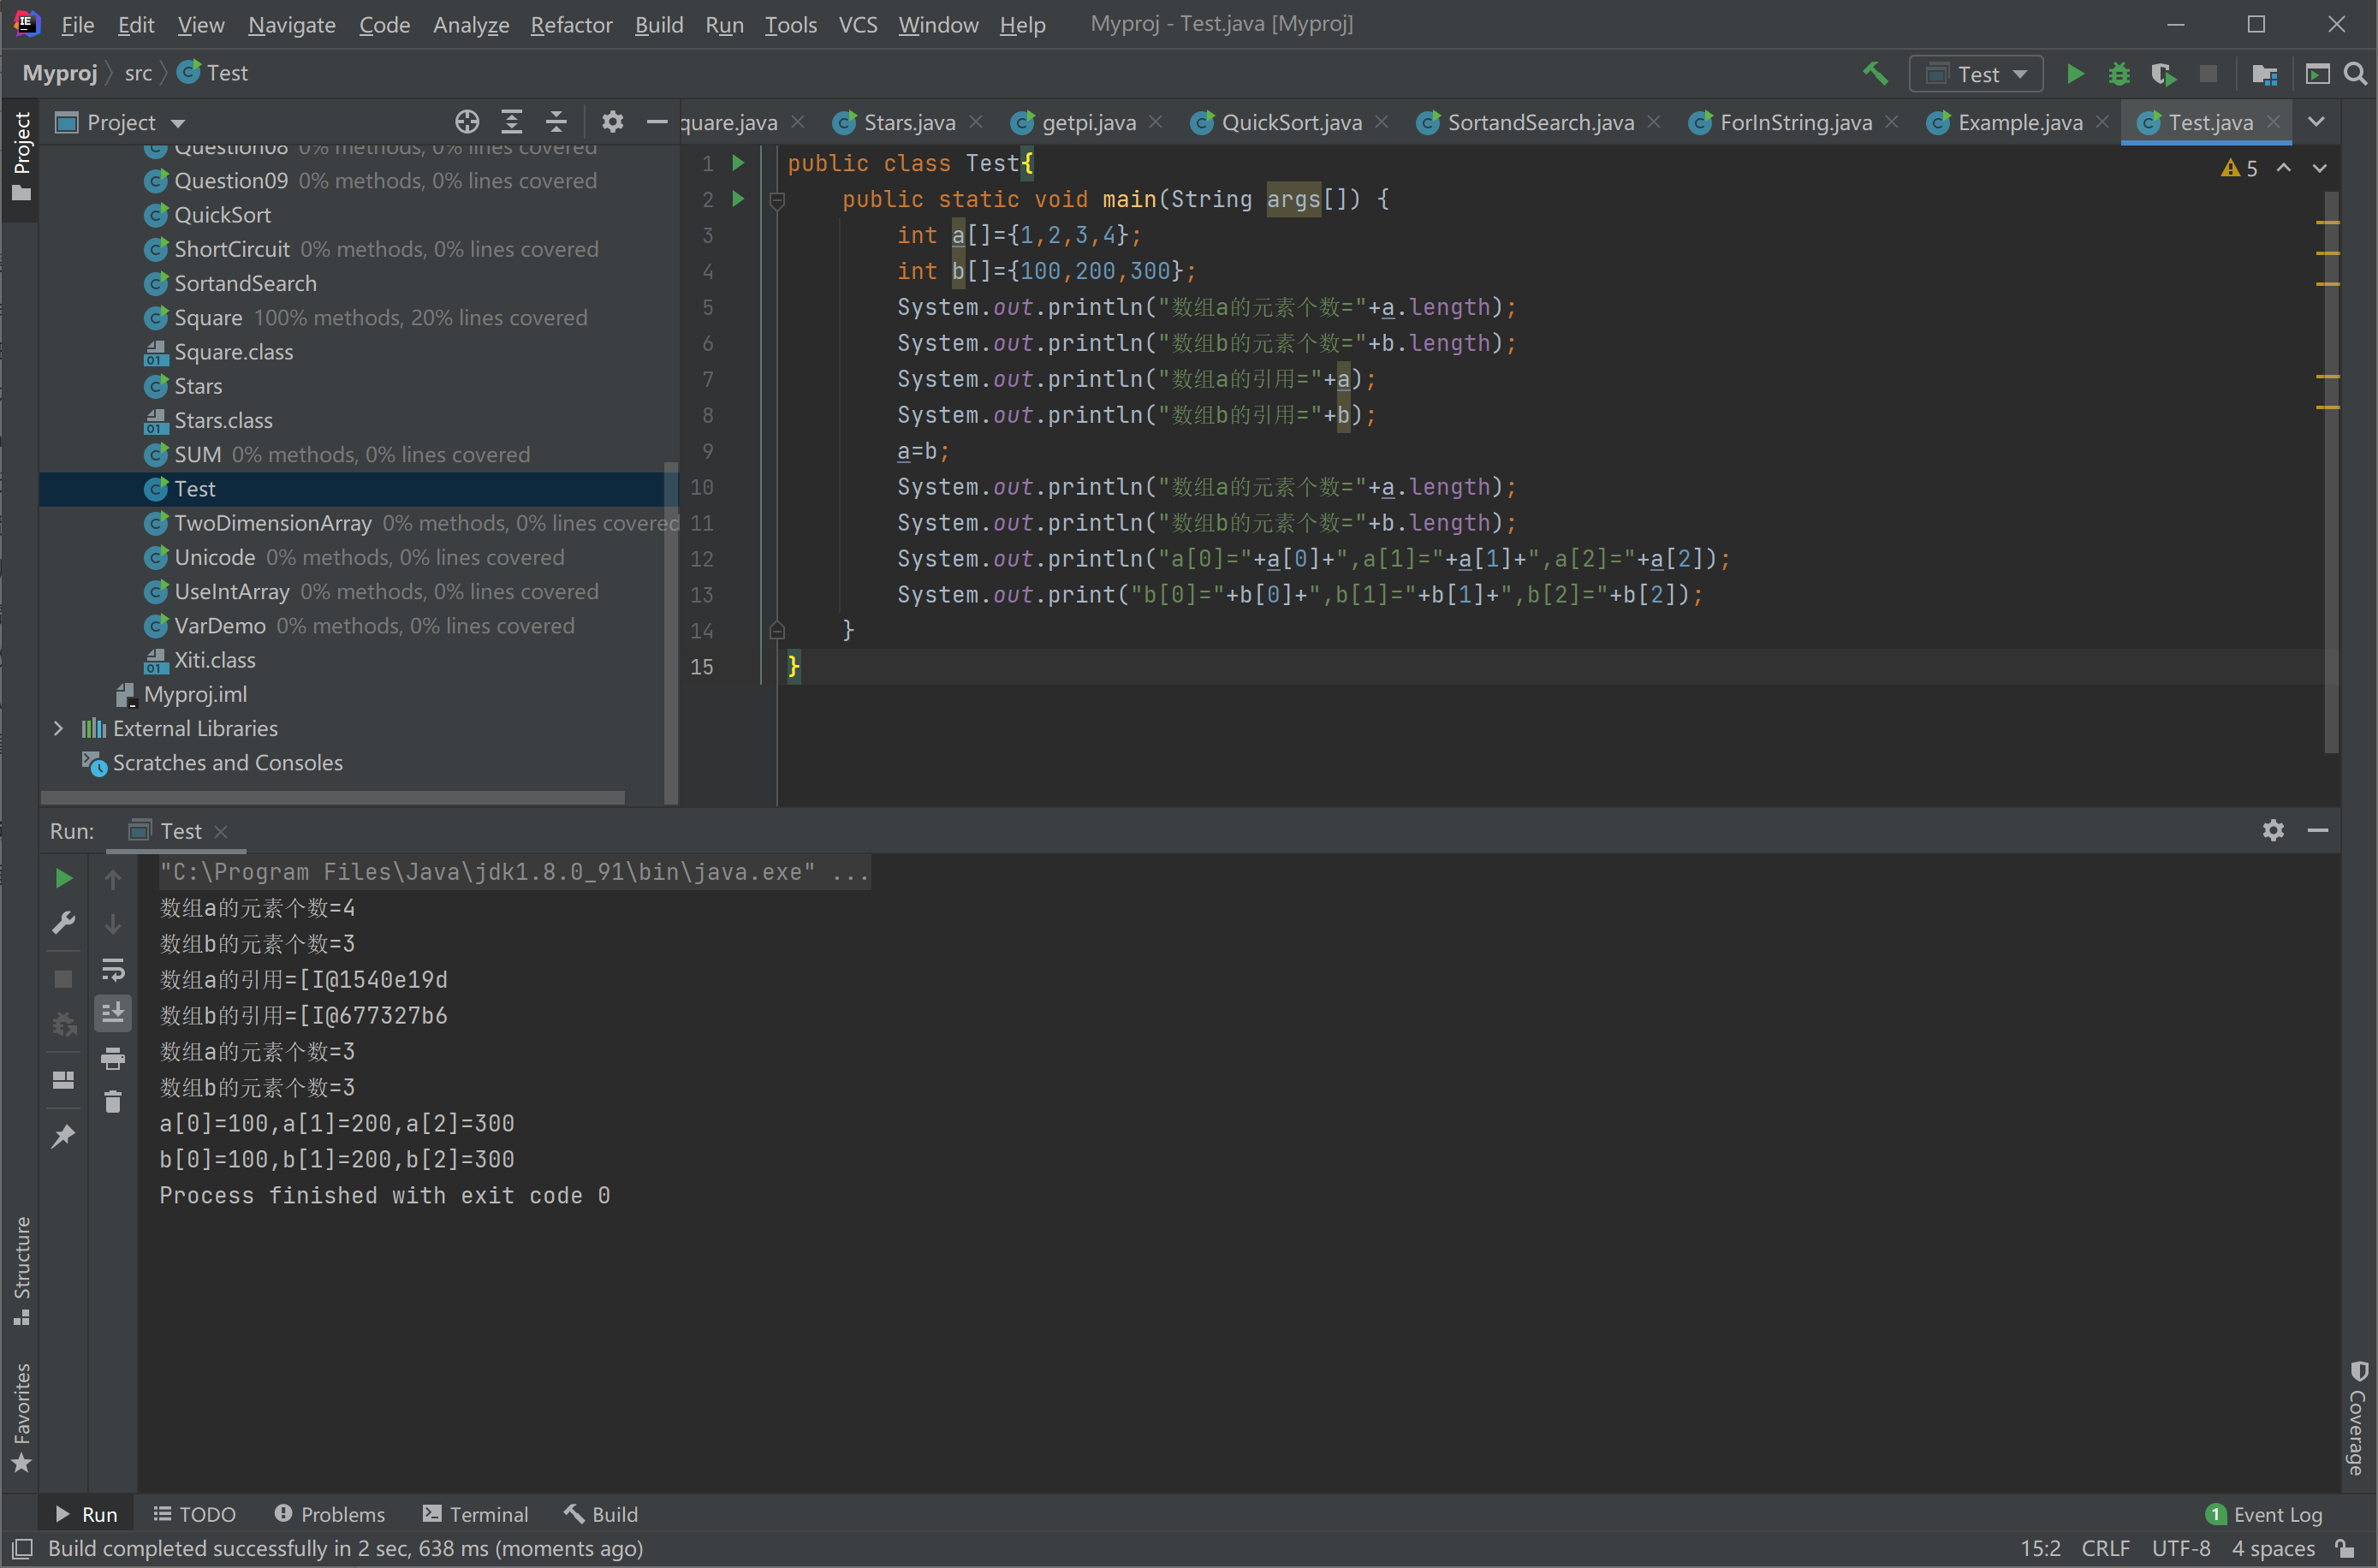 File Edit View Navigate Code Analyze Refactor Build Run Tools VCS Window Help Myproj - Test.java [Myproj]
Myproj src Test
Test
Project
Project
quare.java Stars.java getpi.java QuickSort.java SortandSearch.java ForInString.java Example.java Test.java
Question08 0% methods, 0% lines covered
Question09 0% methods, 0% lines covered
QuickSort
ShortCircuit 0% methods, 0% lines covered
SortandSearch
Square 100% methods, 20% lines covered
Square.class
Stars
Stars.class
SUM 0% methods, 0% lines covered
Test
TwoDimensionArray 0% methods, 0% lines covered
Unicode 0% methods, 0% lines covered
UseIntArray 0% methods, 0% lines covered
VarDemo 0% methods, 0% lines covered
Xiti.class
Myproj.iml
External Libraries
Scratches and Consoles
5
1 public class Test{
2 public static void main(String args[]) {
3 int a[]={1,2,3,4};
4 int b[]={100,200,300};
5 System.out.println("数组a的元素个数="+a.length);
6 System.out.println("数组b的元素个数="+b.length);
7 System.out.println("数组a的引用="+a);
8 System.out.println("数组b的引用="+b);
9 a=b;
10 System.out.println("数组a的元素个数="+a.length);
11 System.out.println("数组b的元素个数="+b.length);
12 System.out.println("a[0]="+a[0]+",a[1]="+a[1]+",a[2]="+a[2]);
13 System.out.print("b[0]="+b[0]+",b[1]="+b[1]+",b[2]="+b[2]);
14 }
15 }
Run: Test
"C:\Program Files\Java\jdk1.8.0_91\bin\java.exe" ...
数组a的元素个数=4
数组b的元素个数=3
数组a的引用=[I@1540e19d
数组b的引用=[I@677327b6
数组a的元素个数=3
数组b的元素个数=3
a[0]=100,a[1]=200,a[2]=300
b[0]=100,b[1]=200,b[2]=300
Process finished with exit code 0
Structure
Favorites
Coverage
Run TODO Problems Terminal Build 1 Event Log
Build completed successfully in 2 sec, 638 ms (moments ago) 15:2 CRLF UTF-8 4 spaces